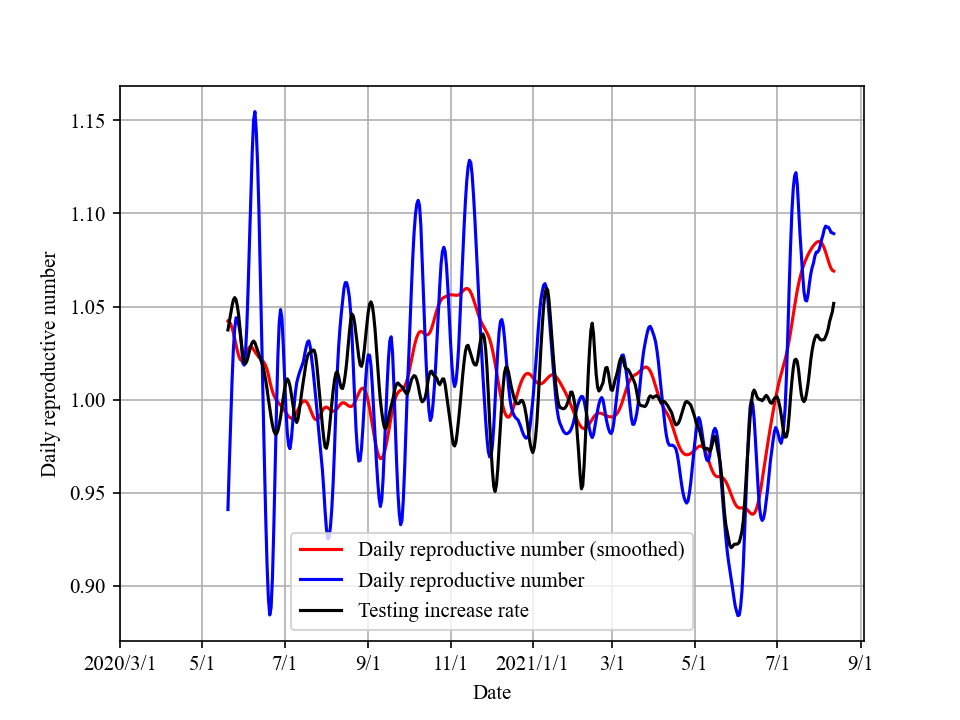 1.15
1.10
1.05
1.00
0.95
0.90
Daily reproductive number
Daily reproductive number (smoothed)
Daily reproductive number
Testing increase rate
2020/3/1 5/1 7/1 9/1 11/1 2021/1/1 3/1 5/1 7/1 9/1
Date